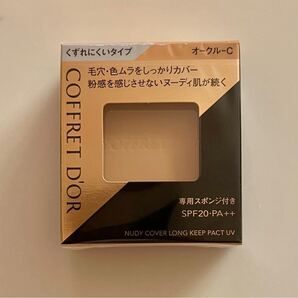 くずれにくいタイプ
オークルーC
毛穴・色ムラをしっかりカバー
粉感を感じさせないヌーディ肌が続く
COFFRET D'OR
COFFRET D'OR
専用スポンジ付き
SPF20・PA++
NUDY COVER LONG KEEP PACT UV